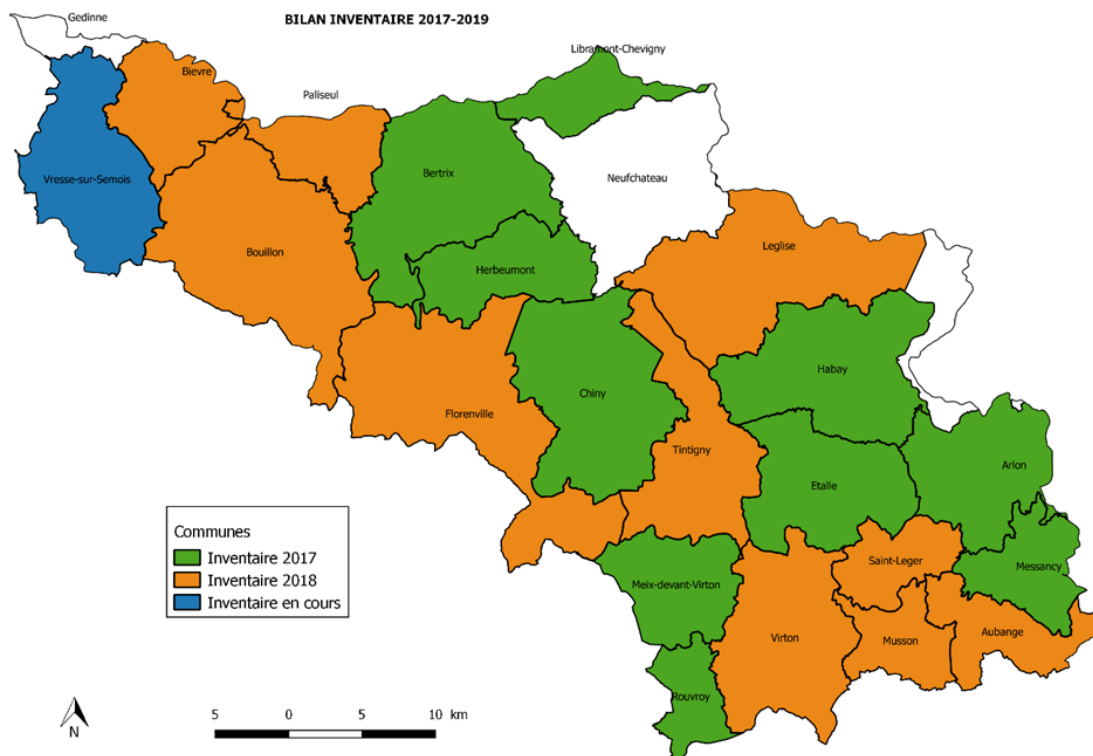 Gedinne
BILAN INVENTAIRE 2017-2019
Libramont-Chevigny
Bievre
Paliseul
Vresse-sur-Semois
Bertrix
Neufchateau
Bouillon
Herbeumont
Leglise
Habay
Chiny
Florenville
Tintigny
Etalle
Arlon
Communes
Inventaire 2017
Inventaire 2018
Inventaire en cours
Saint-Leger
Messancy
Meix-devant-Virton
Virton
Musson
Aubange
Rouvroy
N
5 0 5 10 km